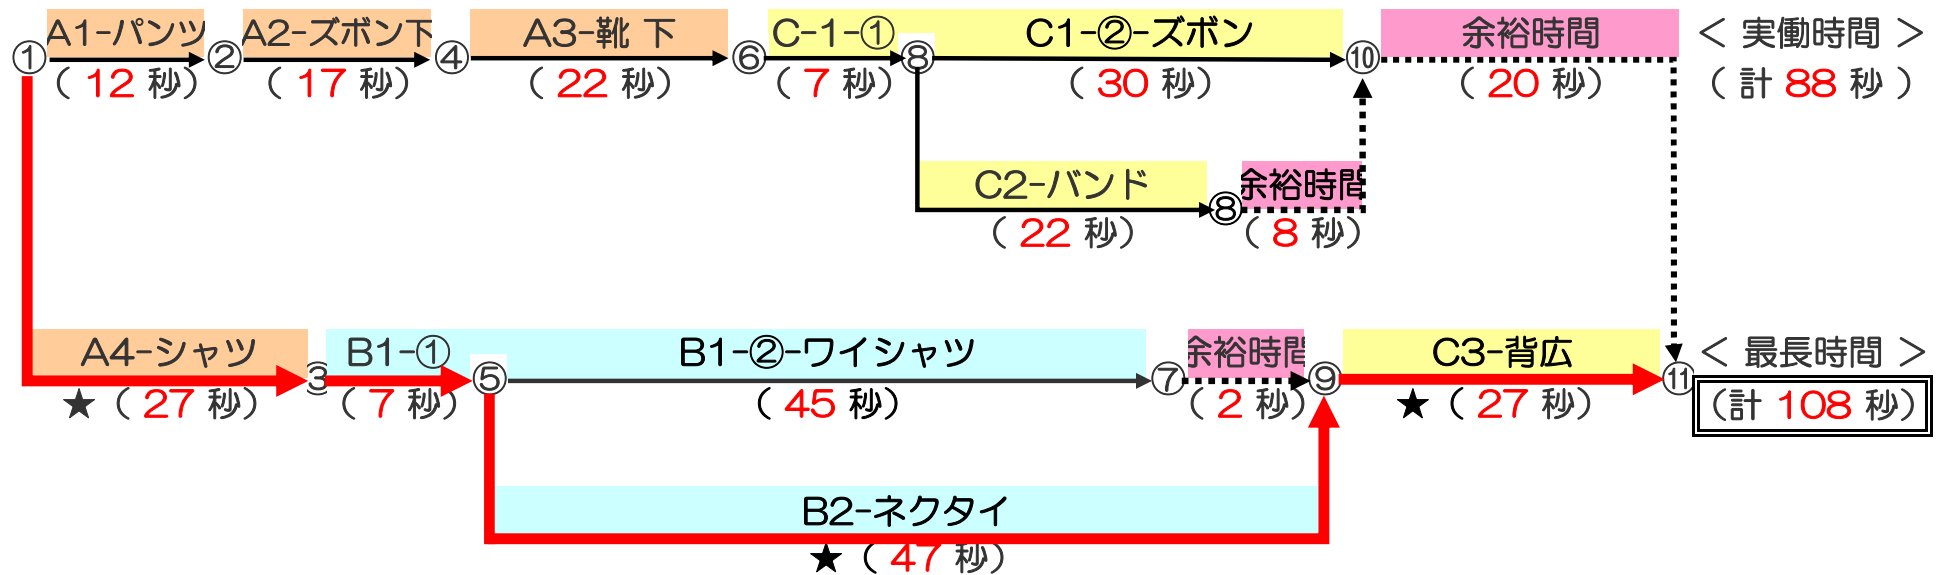 A1-パンツ A2-ズボン下 A3-靴 下 C-1-① C1-②-ズボン 余裕時間 ＜ 実働時間 ＞
① ② ④ ⑥ ⑧ ⑩
（ 12 秒） （ 17 秒） （ 22 秒） （ 7 秒） （ 30 秒） （ 20 秒） （ 計 88 秒 ）
C2-バンド ⑧ 余裕時間
（ 22 秒） （ 8 秒）
A4-シャツ B1-① B1-②-ワイシャツ 余裕時間 C3-背広 ＜ 最長時間 ＞
③ ⑤ ⑦ ⑨ ⑪
★ （ 27 秒） （ 7 秒） （ 45 秒） （ 2 秒） ★ （ 27 秒） （計 108 秒）
B2-ネクタイ
★ （ 47 秒）